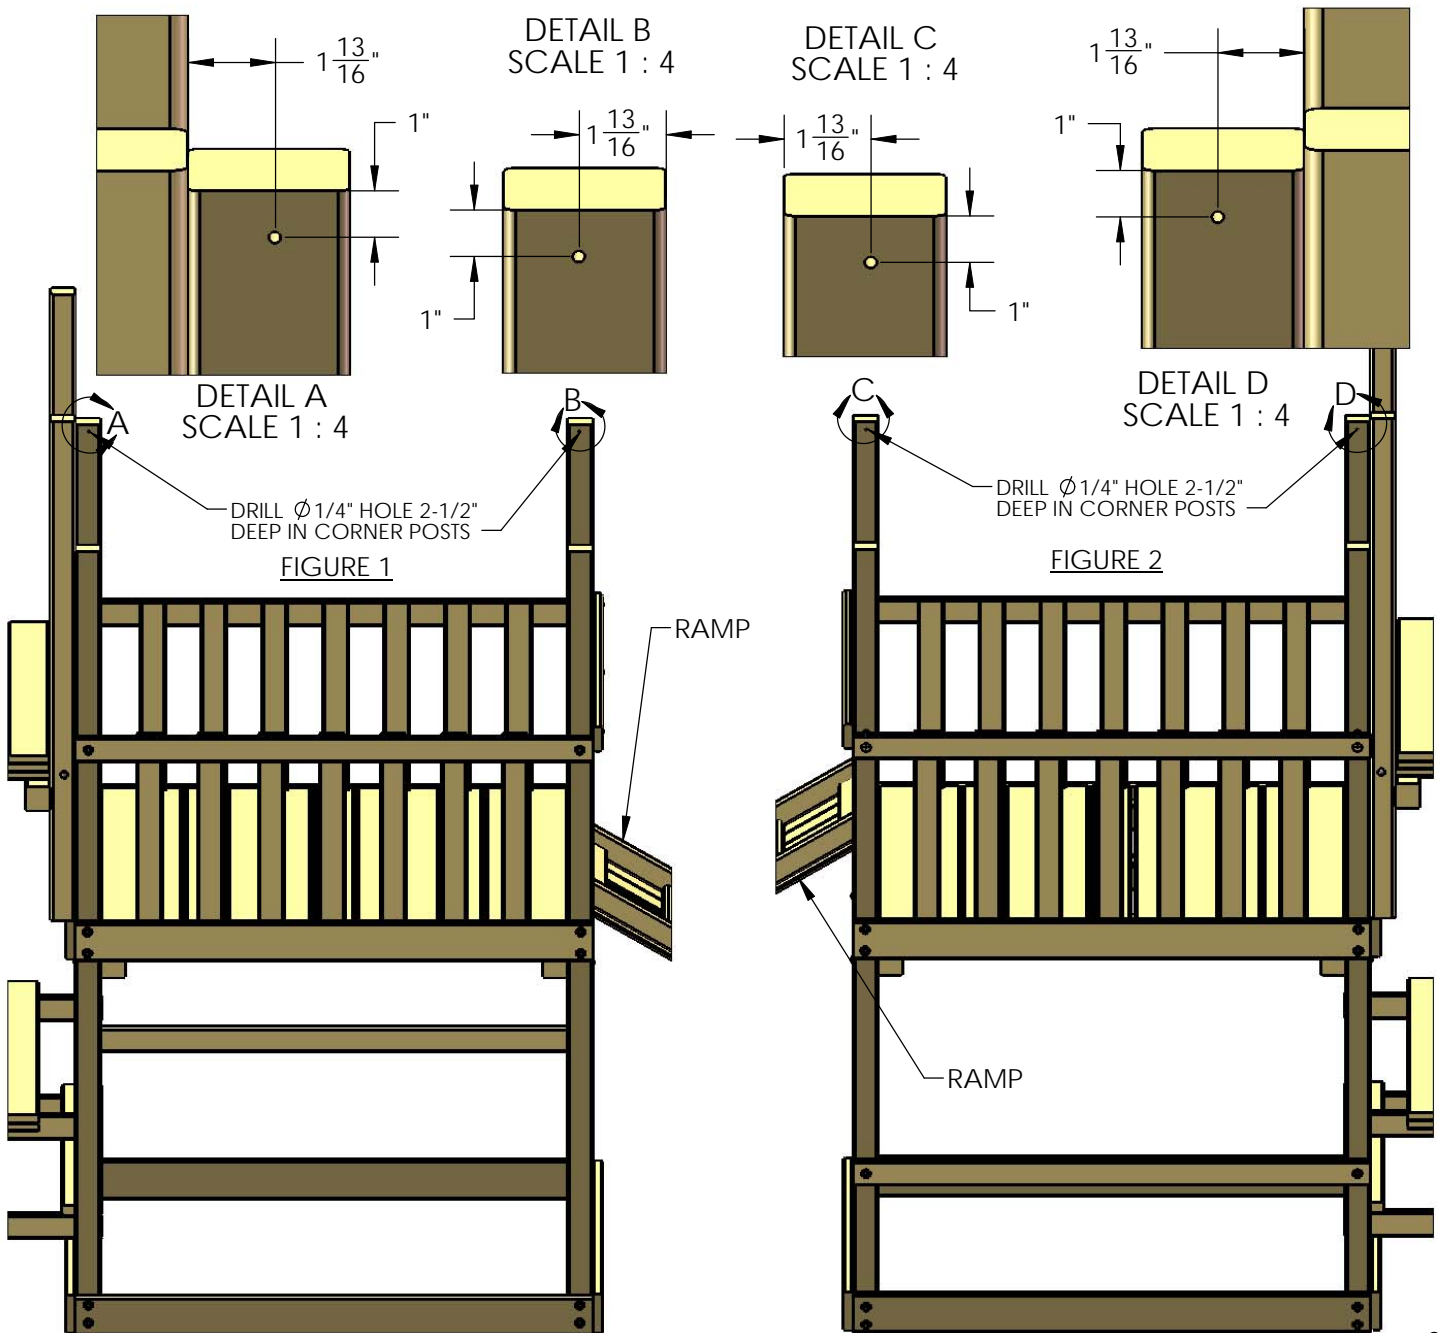 DETAIL B
SCALE 1 : 4
DETAIL C
SCALE 1 : 4
1 13/16"
1"
1 13/16"
1"
1 13/16"
1"
1 13/16"
1"
DETAIL A
SCALE 1 : 4
DETAIL D
SCALE 1 : 4
A
B
C
D
DRILL Ø 1/4" HOLE 2-1/2"
DEEP IN CORNER POSTS
FIGURE 1
DRILL Ø 1/4" HOLE 2-1/2"
DEEP IN CORNER POSTS
FIGURE 2
RAMP
RAMP